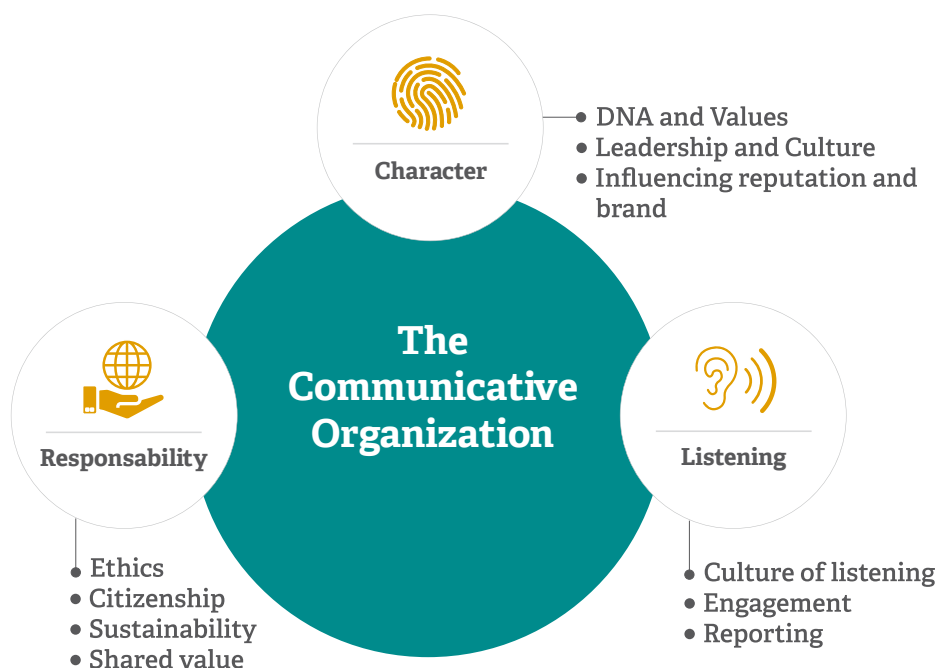 Character
• DNA and Values
• Leadership and Culture
• Influencing reputation and
brand
The
Communicative
Organization
Responsability
• Ethics
• Citizenship
• Sustainability
• Shared value
Listening
• Culture of listening
• Engagement
• Reporting